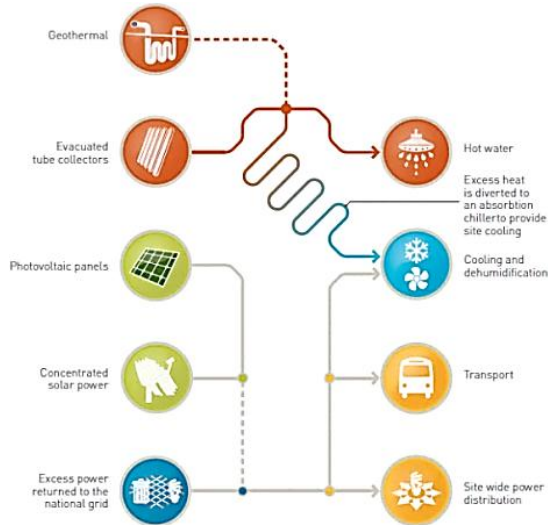 Geothermal
Evacuated
tube collectors
Hot water
Excess heat
is diverted to
an absorbtion
chillerto provide
site cooling
Photovoltaic panels
Cooling and
dehumidification
Concentrated
solar power
Transport
Excess power
returned to the
national grid
Site wide power
distribution